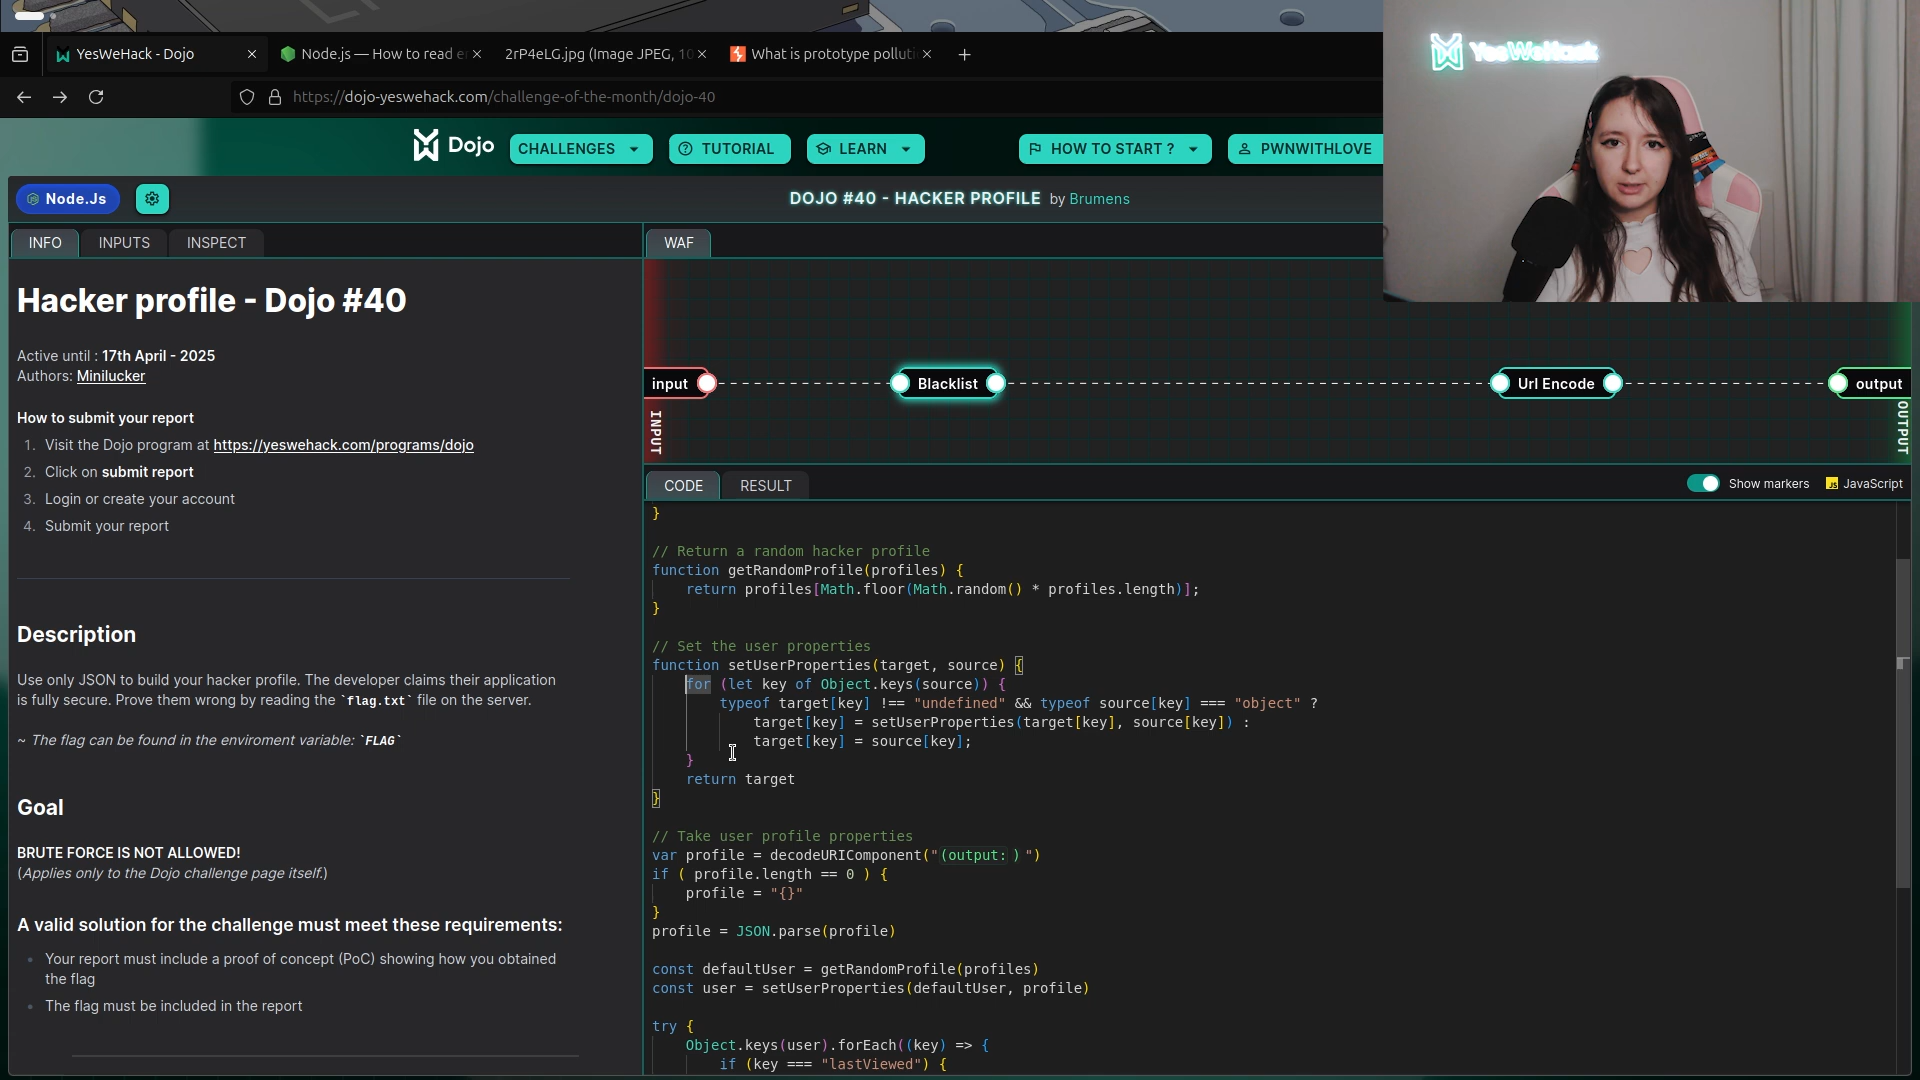 YesWeHack - Dojo
Node.js — How to read e
2rP4eLG.jpg (Image JPEG, 10
What is prototype polluti
YesWeHack
https://dojo-yeswehack.com/challenge-of-the-month/dojo-40
Dojo
CHALLENGES
TUTORIAL
LEARN
HOW TO START ?
PWNWITHLOVE
Node.Js
DOJO #40 - HACKER PROFILE by Brumens
INFO
INPUTS
INSPECT
WAF
Hacker profile - Dojo #40
Active until : 17th April - 2025
Authors: Minilucker
How to submit your report
1. Visit the Dojo program at https://yeswehack.com/programs/dojo
2. Click on submit report
3. Login or create your account
4. Submit your report
Description
Use only JSON to build your hacker profile. The developer claims their application
is fully secure. Prove them wrong by reading the `flag.txt` file on the server.
~ The flag can be found in the enviroment variable: `FLAG`
Goal
BRUTE FORCE IS NOT ALLOWED!
(Applies only to the Dojo challenge page itself.)
A valid solution for the challenge must meet these requirements:
Your report must include a proof of concept (PoC) showing how you obtained
the flag
The flag must be included in the report
input
Blacklist
Url Encode
output
INPUT
OUTPUT
CODE
RESULT
Show markers
JS JavaScript
}
// Return a random hacker profile
function getRandomProfile(profiles) {
return profiles[Math.floor(Math.random() * profiles.length)];
}
// Set the user properties
function setUserProperties(target, source) {
for (let key of Object.keys(source)) {
typeof target[key] !== "undefined" && typeof source[key] === "object" ?
target[key] = setUserProperties(target[key], source[key]) :
target[key] = source[key];
}
return target
}
// Take user profile properties
var profile = decodeURIComponent("(output: ) ")
if ( profile.length == 0 ) {
profile = "{}"
}
profile = JSON.parse(profile)
const defaultUser = getRandomProfile(profiles)
const user = setUserProperties(defaultUser, profile)
try {
Object.keys(user).forEach((key) => {
if (key === "lastViewed") {